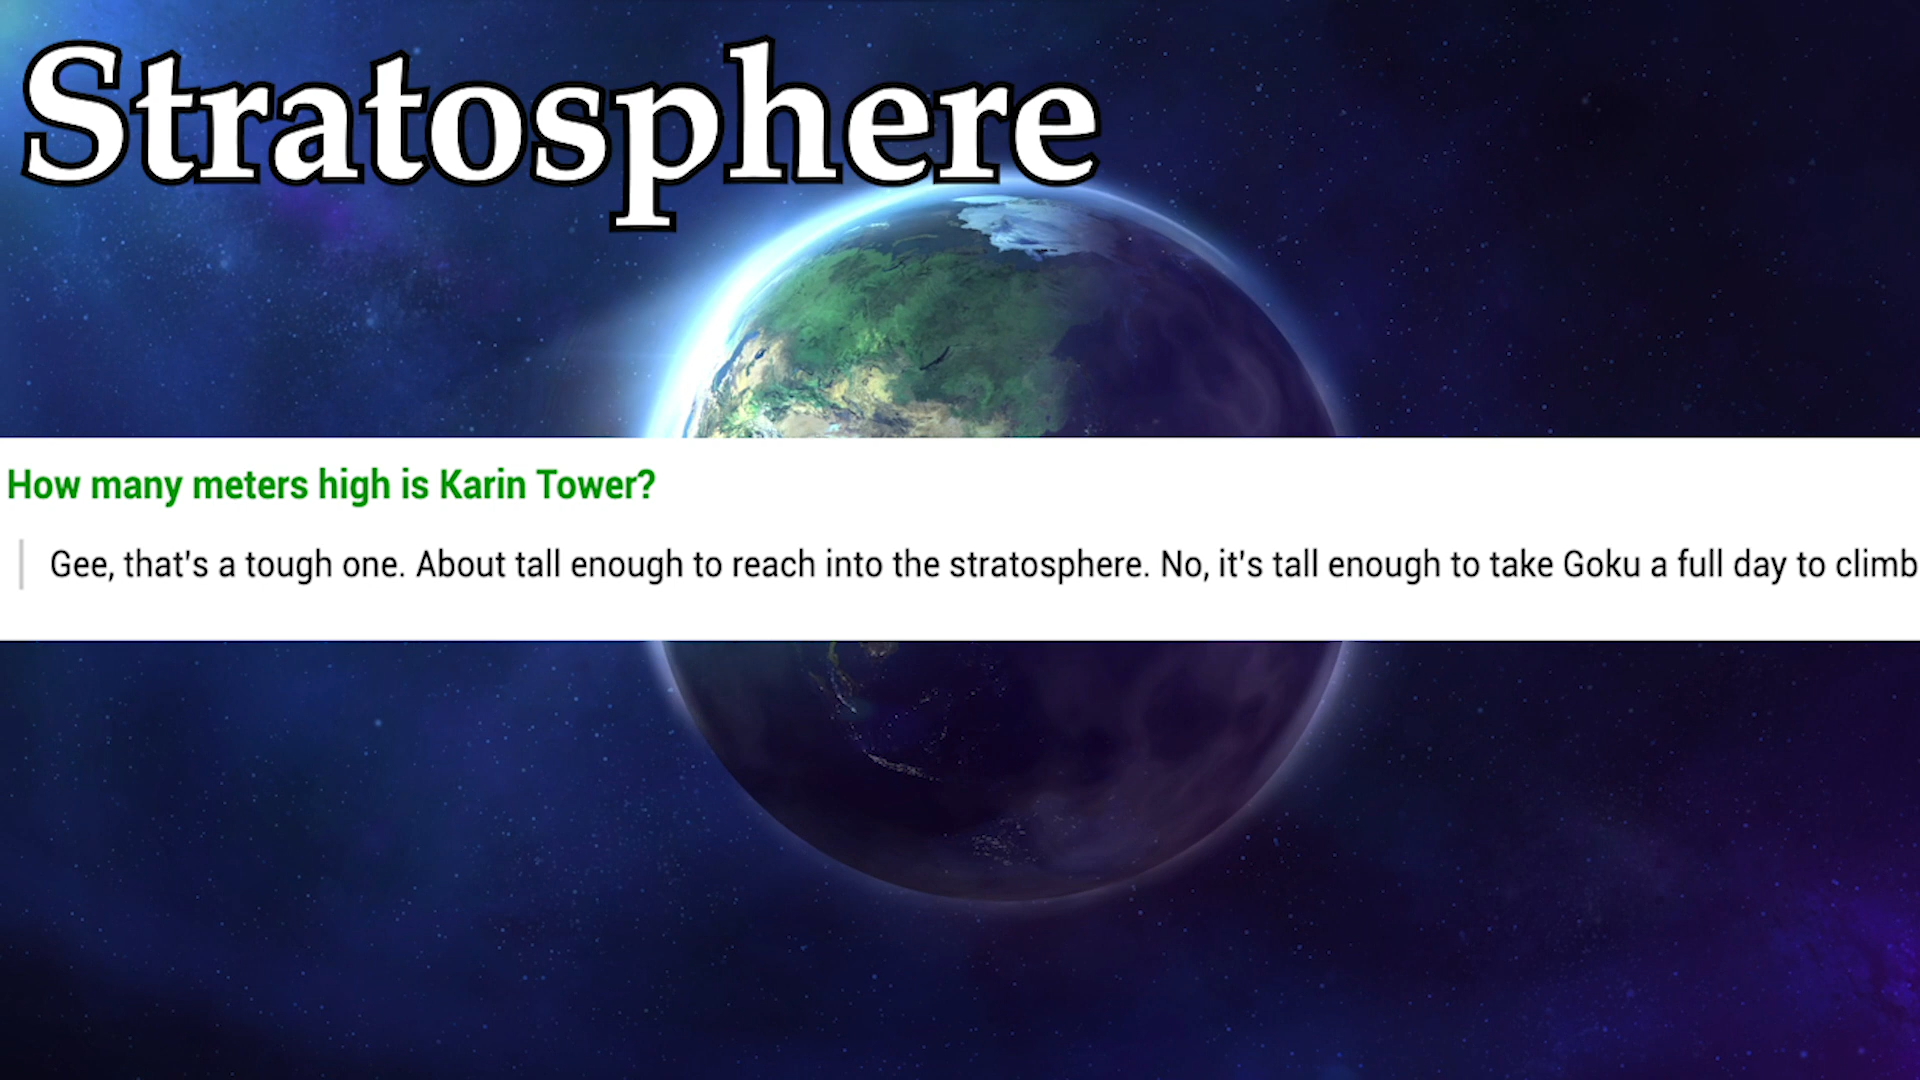 Stratosphere
How many meters high is Karin Tower?
Gee, that's a tough one. About tall enough to reach into the stratosphere. No, it's tall enough to take Goku a full day to climb